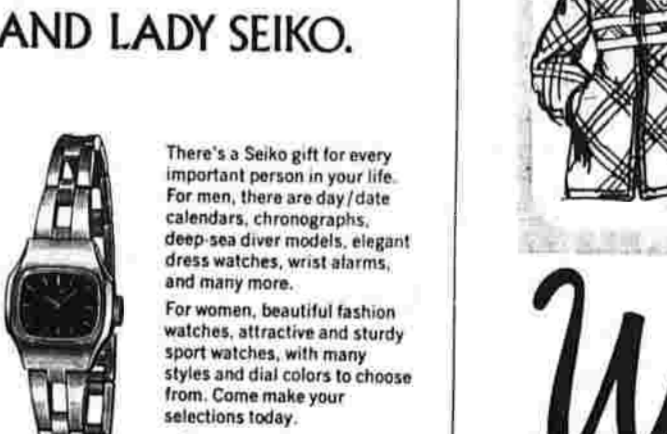 AND LADY SEIKO.
There's a Seiko gift for every
important person in your life.
For men, there are day/date
calendars, chronographs,
deep-sea diver models, elegant
dress watches, wrist alarms,
and many more.
For women, beautiful fashion
watches, attractive and sturdy
sport watches, with many
styles and dial colors to choose
from. Come make your
selections today.